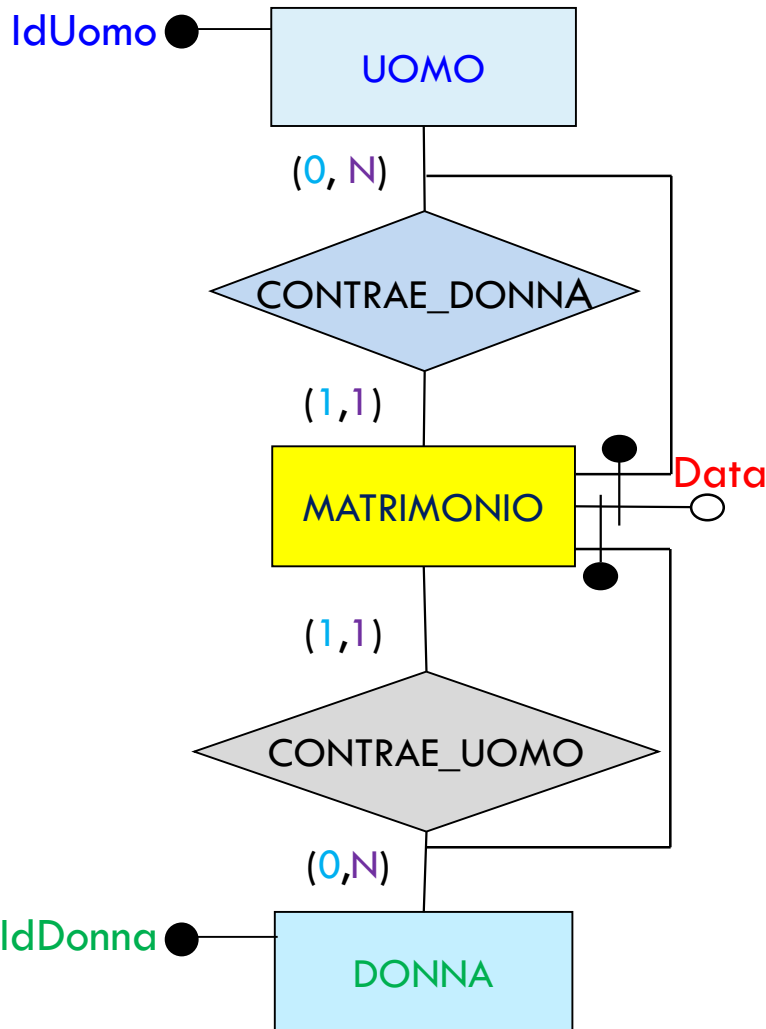 IdUomo
UOMO
(0, N)
CONTRAE_DONNA
(1,1)
Data
MATRIMONIO
(1,1)
CONTRAE_UOMO
(0,N)
IdDonna
DONNA